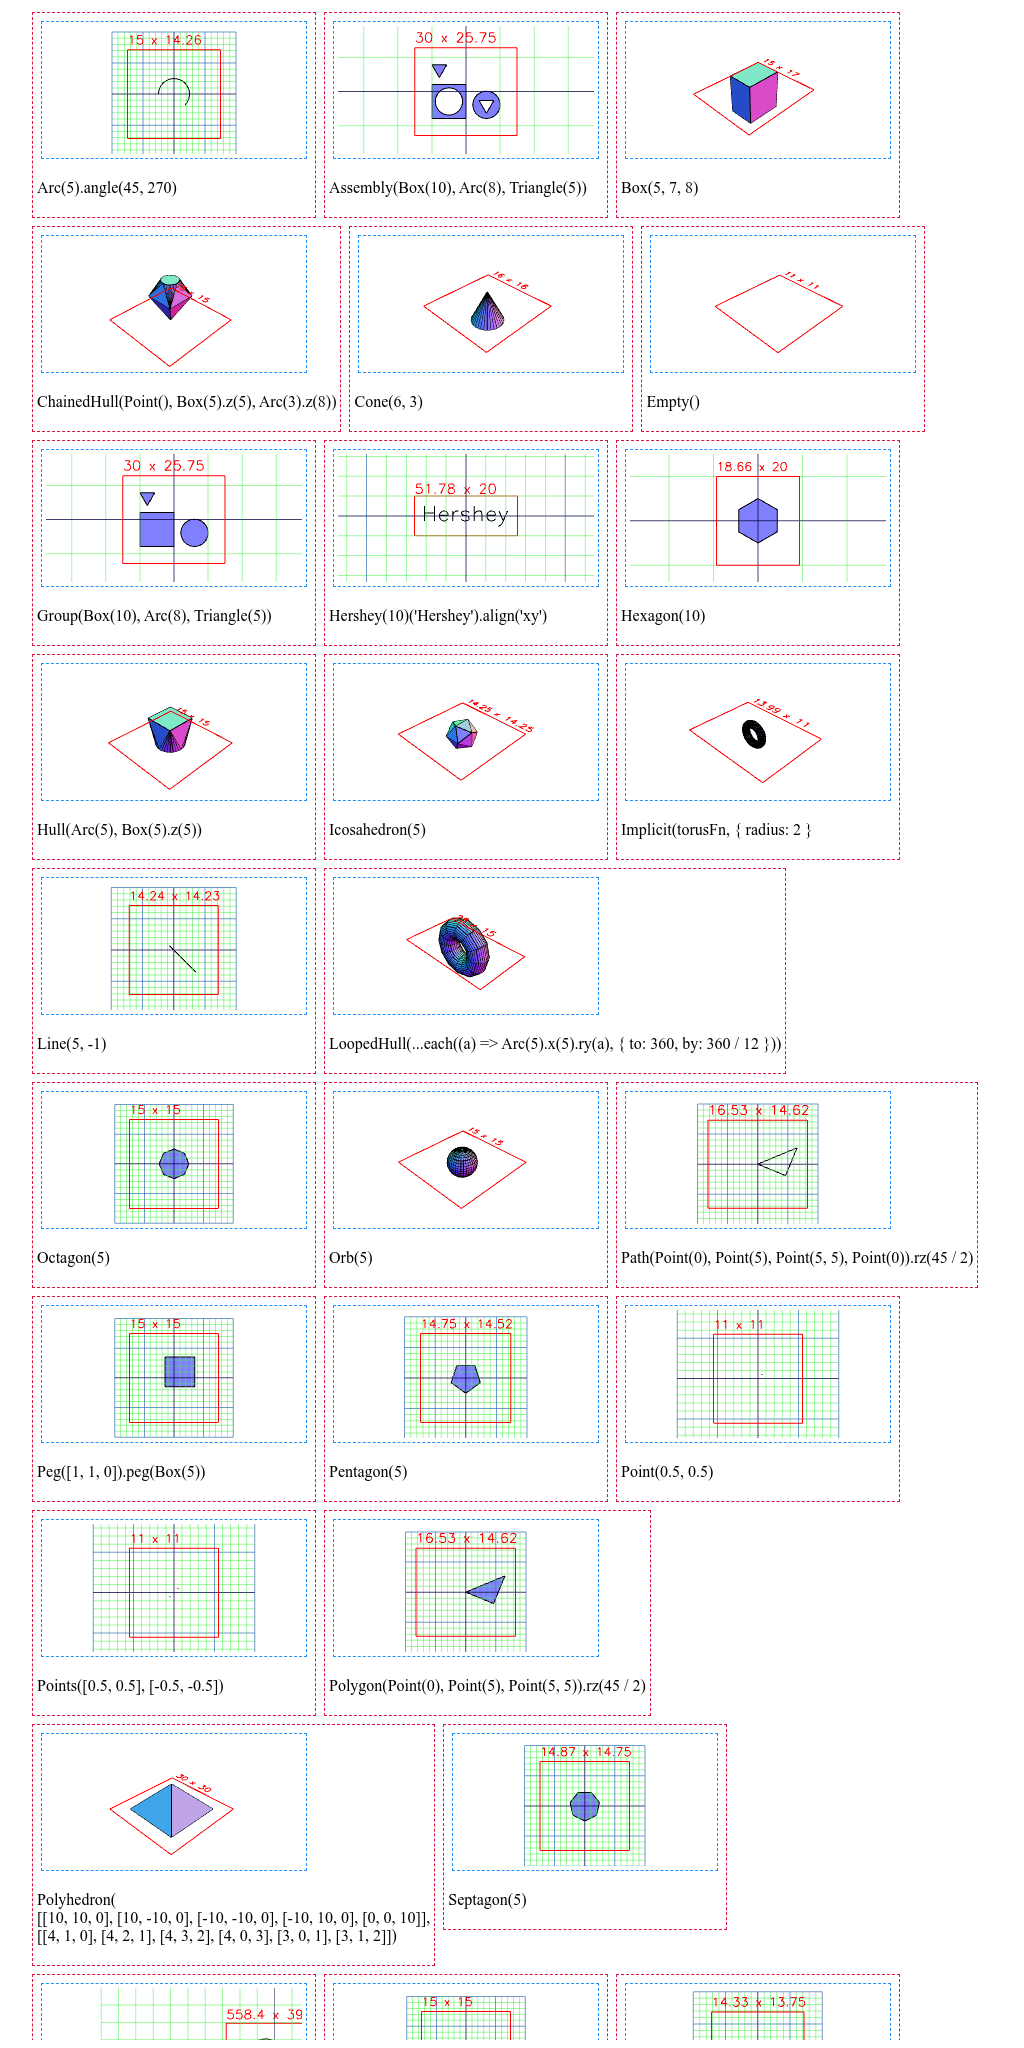 15 x 14.26
30 x 25.75
15 x 17
Arc(5).angle(45, 270)
Assembly(Box(10), Arc(8), Triangle(5))
Box(5, 7, 8)
15
16 x 16
11 x 11
ChainedHull(Point(), Box(5).z(5), Arc(3).z(8))
Cone(6, 3)
Empty()
30 x 25.75
51.78 x 20
Hershey
18.66 x 20
Group(Box(10), Arc(8), Triangle(5))
Hershey(10)('Hershey').align('xy')
Hexagon(10)
15 x 15
14.25 x 14.25
13.99 x 11
Hull(Arc(5), Box(5).z(5))
Icosahedron(5)
Implicit(torusFn, { radius: 2 }
14.24 x 14.23
15
Line(5, -1)
LoopedHull(...each((a) => Arc(5).x(5).ry(a), { to: 360, by: 360 / 12 }))
15 x 15
15 x 15
16.53 x 14.62
Octagon(5)
Orb(5)
Path(Point(0), Point(5), Point(5, 5), Point(0)).rz(45 / 2)
15 x 15
14.75 x 14.52
11 x 11
Peg([1, 1, 0]).peg(Box(5))
Pentagon(5)
Point(0.5, 0.5)
11 x 11
16.53 x 14.62
Points([0.5, 0.5], [-0.5, -0.5])
Polygon(Point(0), Point(5), Point(5, 5)).rz(45 / 2)
30 x 30
14.87 x 14.75
Polyhedron(
[[10, 10, 0], [10, -10, 0], [-10, -10, 0], [-10, 10, 0], [0, 0, 10]],
[[4, 1, 0], [4, 2, 1], [4, 3, 2], [4, 0, 3], [3, 0, 1], [3, 1, 2]])
Septagon(5)
558.4 x 39
15 x 15
14.33 x 13.75